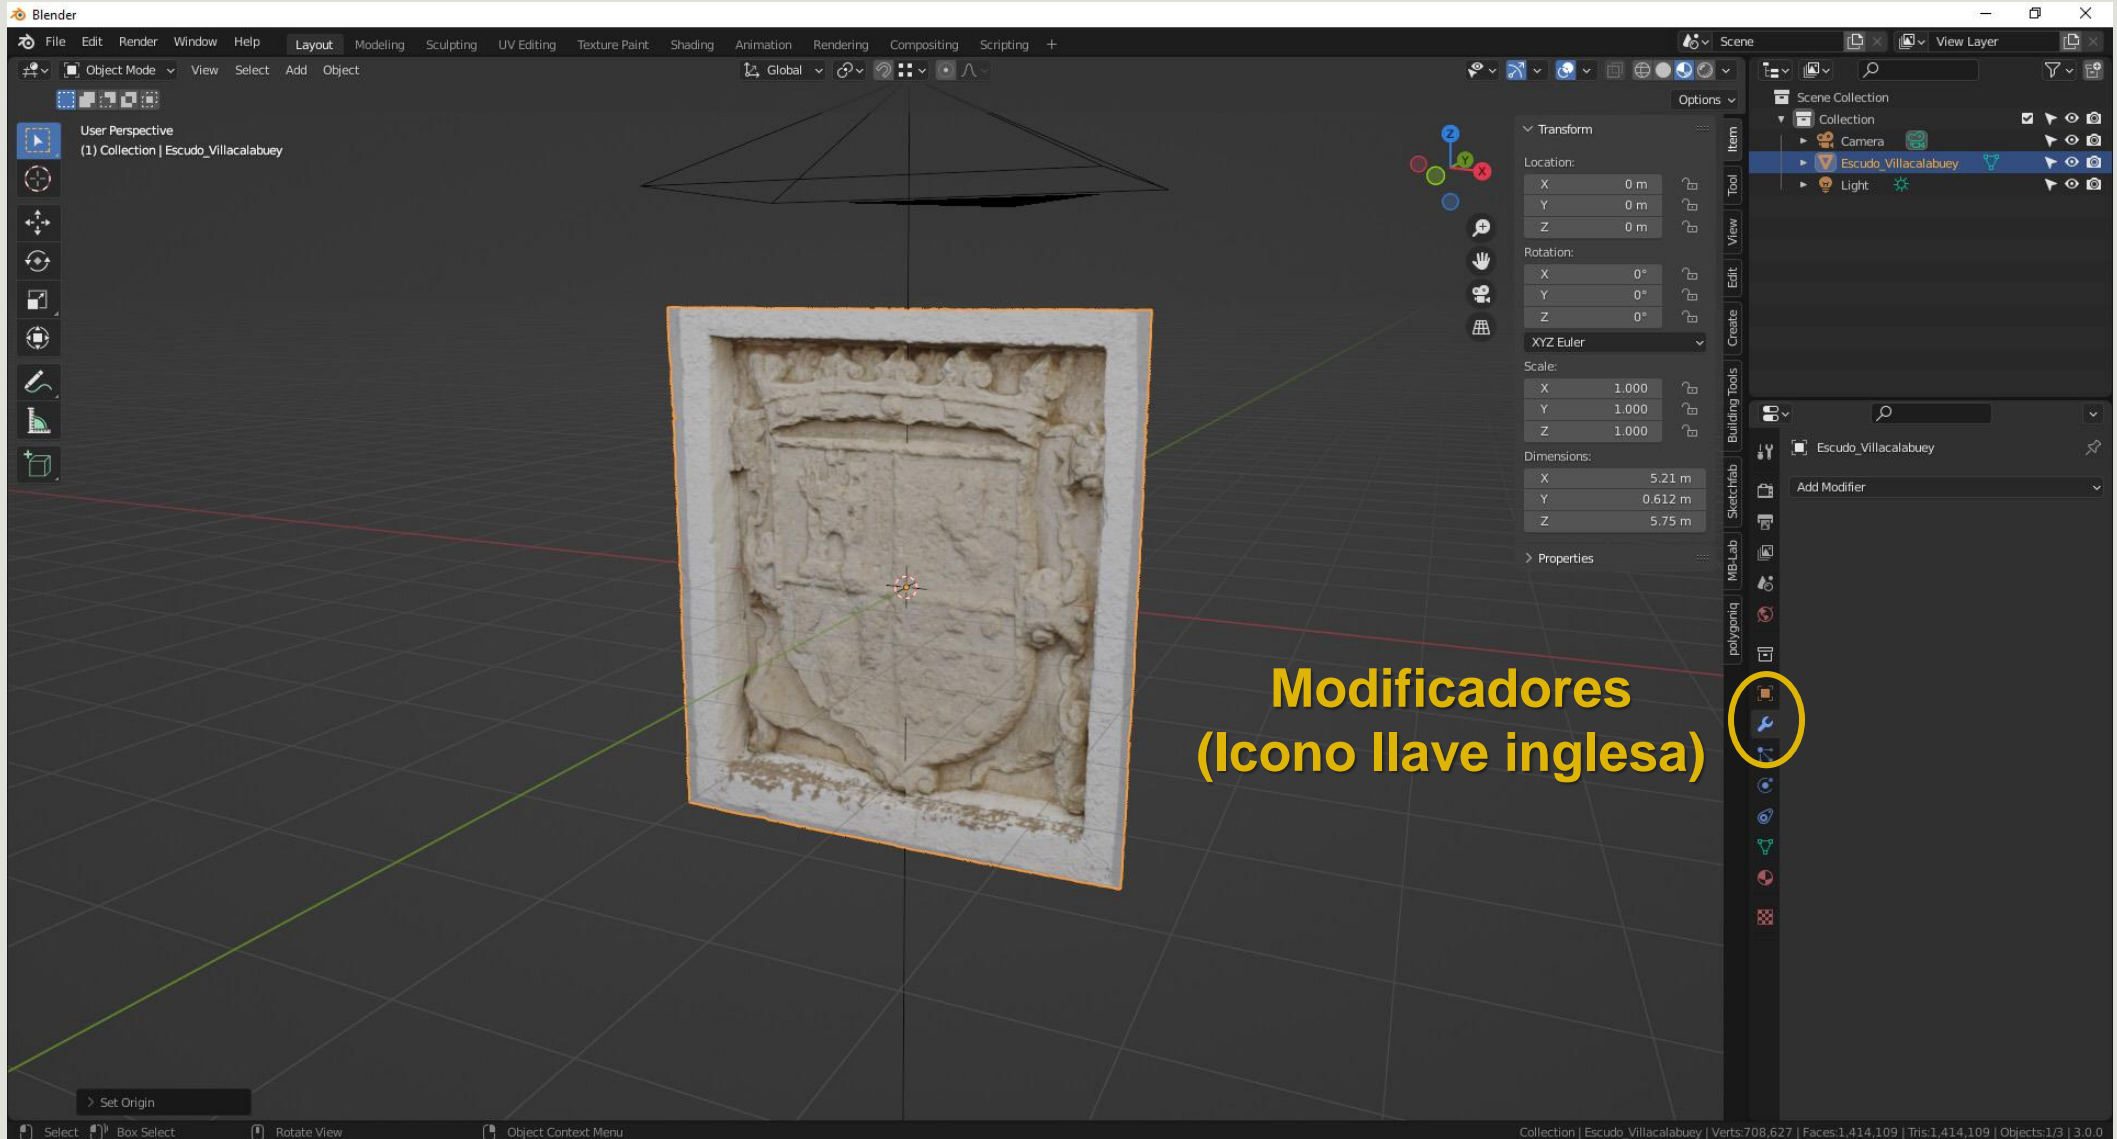 Blender
File Edit Render Window Help Layout Modeling Sculpting UV Editing Texture Paint Shading Animation Rendering Compositing Scripting + Scene View Layer
Object Mode View Select Add Object Global
Options
User Perspective
(1) Collection | Escudo_Villacalabuey
Z
Y
X
Transform
Location:
X 0 m
Y 0 m
Z 0 m
Rotation:
X 0°
Y 0°
Z 0°
XYZ Euler
Scale:
X 1.000
Y 1.000
Z 1.000
Dimensions:
X 5.21 m
Y 0.612 m
Z 5.75 m
Properties
Item
Tool
View
Edit
Create
Building Tools
Sketchfab
MB-Lab
polygoniq
Scene Collection
Collection
Camera
Escudo_Villacalabuey
Light
Escudo_Villacalabuey
Add Modifier
Modificadores
(Icono llave inglesa)
Set Origin
Select Box Select Rotate View Object Context Menu
Collection | Escudo_Villacalabuey | Verts:708,627 | Faces:1,414,109 | Tris:1,414,109 | Objects:1/3 | 3.0.0